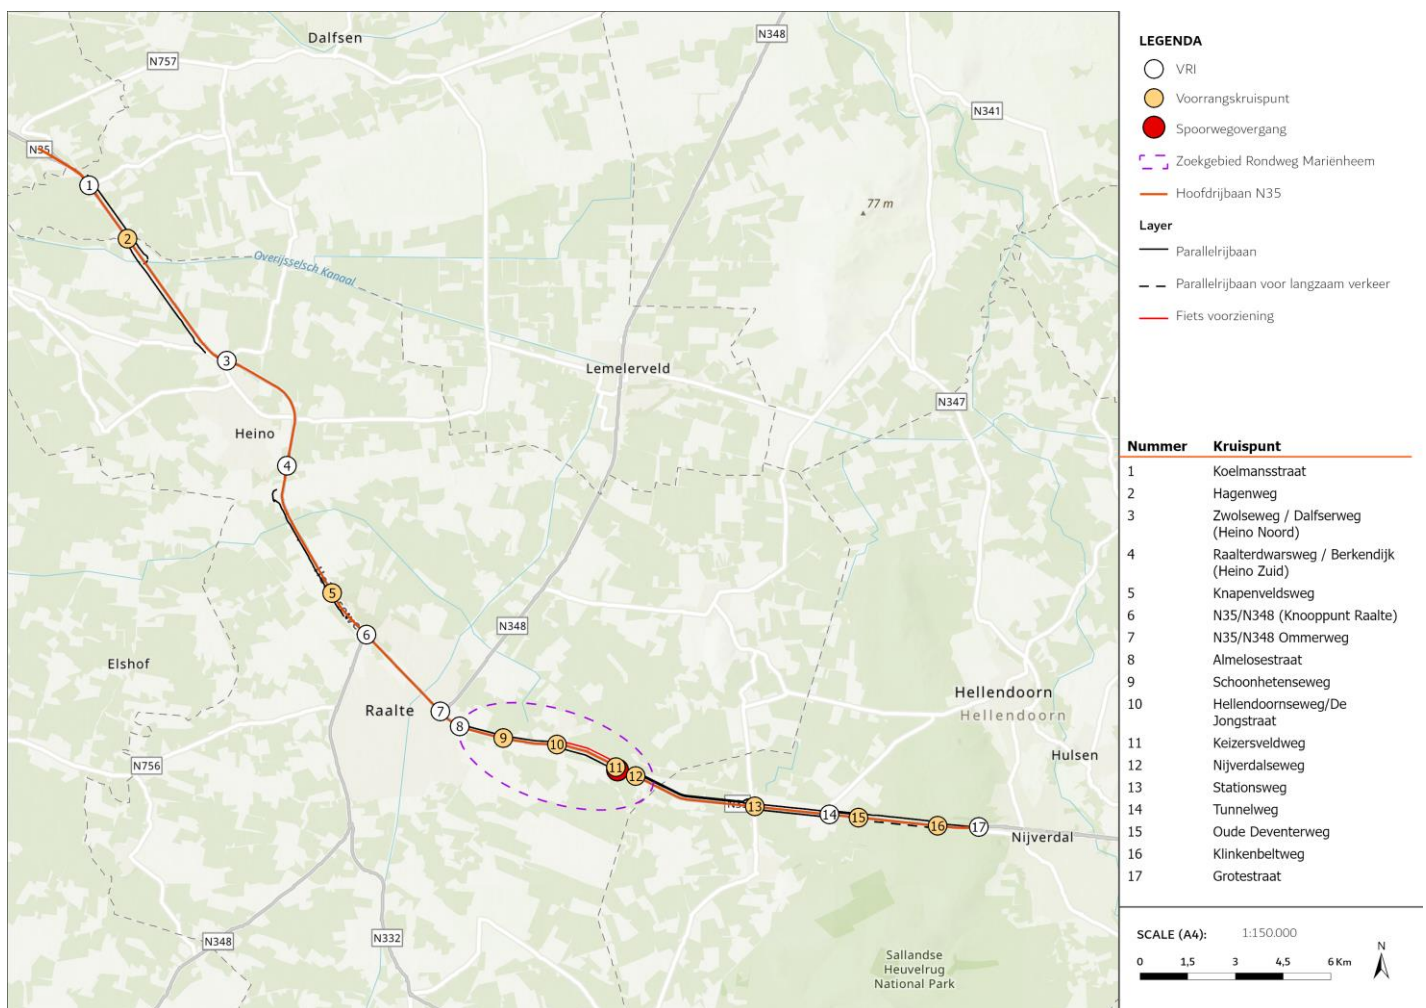 Dalfsen
N348
N757
N341
N35
1
77 m
2
Overijsselsch Kanaal
3
Lemelerveld
N347
Heino
4
5
6
N348
Elshof
Hellendoorn
Raalte
7
Hellendoorn
8
9
10
Hulsen
N756
11
12
13
14
15
16
17
Nijverdal
N348
N332
Sallandse
Heuvelrug
National Park
LEGENDA
VRI
Voorrangskruispunt
Spoorwegovergang
Zoekgebied Rondweg Mariënheem
Hoofdrijbaan N35
Layer
Parallelrijbaan
Parallelrijbaan voor langzaam verkeer
Fiets voorziening
Nummer Kruispunt
1 Koelmansstraat
2 Hagenweg
3 Zwolseweg / Dalfserweg
(Heino Noord)
4 Raalterdwarsweg / Berkendijk
(Heino Zuid)
5 Knapenveldsweg
6 N35/N348 (Knooppunt Raalte)
7 N35/N348 Ommerweg
8 Almelosestraat
9 Schoonhetenseweg
10 Hellendoornseweg/De
Jongstraat
11 Keizersveldweg
12 Nijverdalseweg
13 Stationsweg
14 Tunnelweg
15 Oude Deventerweg
16 Klinkenbeltweg
17 Grotestraat
SCALE (A4): 1:150.000
N
0 1,5 3 4,5 6 Km